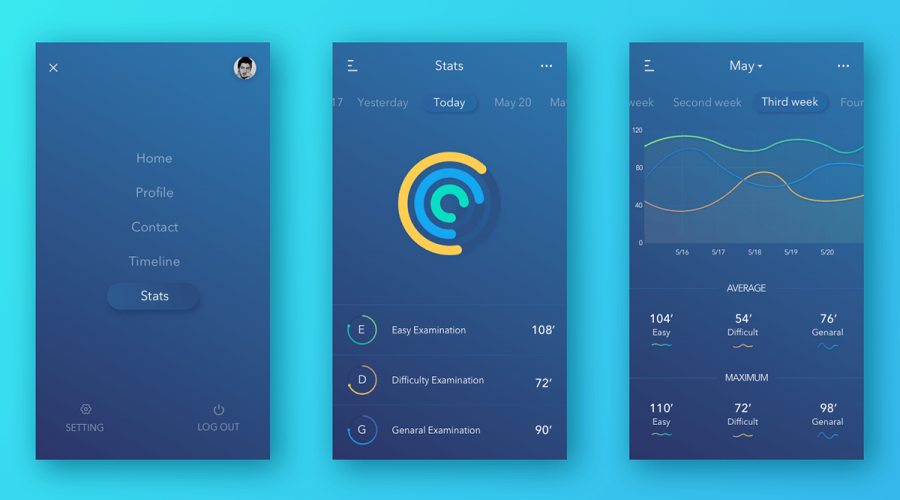 Home
Profile
Contact
Timeline
Stats
SETTING
LOG OUT
Stats
17 Yesterday Today May 20 Ma
E Easy Examination 108'
D Difficulty Examination 72'
G Genaral Examination 90'
May
week Second week Third week Four
120
80
40
0
5/16 5/17 5/18 5/19 5/20
AVERAGE
104' 54' 76'
Easy Difficult Genaral
MAXIMUM
110' 72' 98'
Easy Difficult Genaral